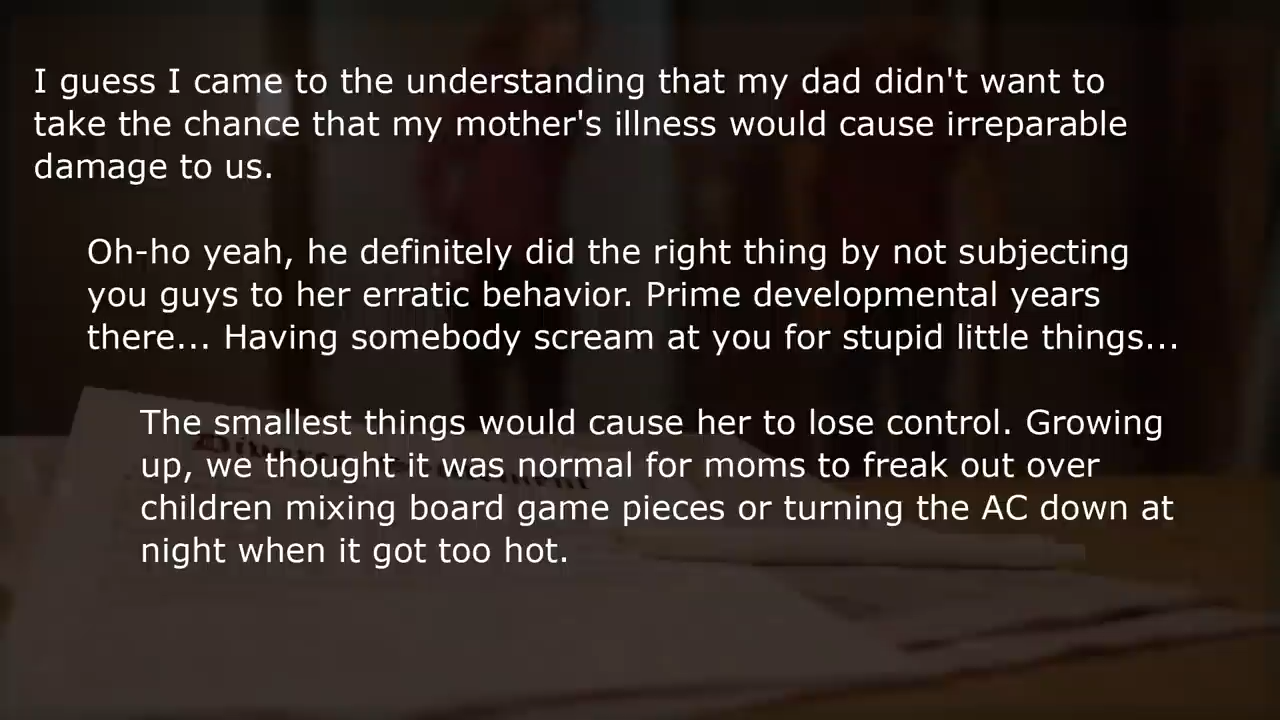 I guess I came to the understanding that my dad didn't want to
take the chance that my mother's illness would cause irreparable
damage to us.
Oh-ho yeah, he definitely did the right thing by not subjecting
you guys to her erratic behavior. Prime developmental years
there... Having somebody scream at you for stupid little things...
The smallest things would cause her to lose control. Growing
up, we thought it was normal for moms to freak out over
children mixing board game pieces or turning the AC down at
night when it got too hot.